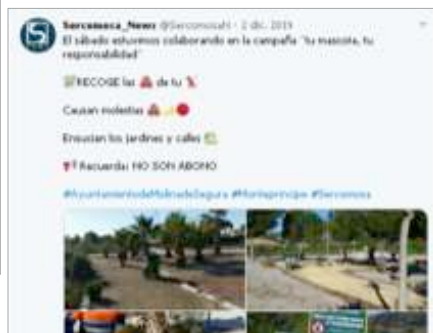 Sercomosa_News @Sercomosa1 · 2 dic. 2019
El sábado estuvimos colaborando en la campaña "tu mascota, tu
responsabilidad"
RECOGE las 💩 de tu 🐕
Causan molestias
Ensucian los jardines y calles
Recuerda: NO SON ABONO
#AyuntamientodeMolinadeSegura #Monteprincipe #Sercomosa